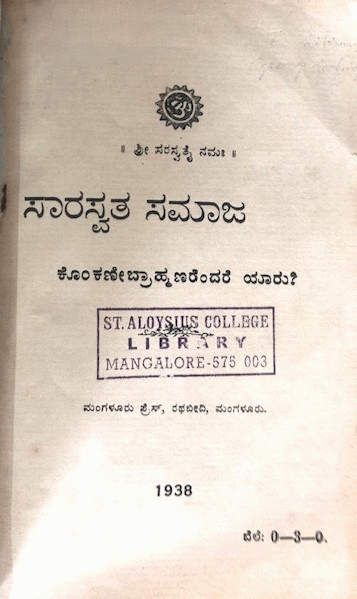 ॥ ಶ್ರೀ ಸರಸ್ವತೈ ನಮಃ ॥
ಸಾರಸ್ವತ ಸಮಾಜ
ಕೊಂಕಣೀಬ್ರಾಹ್ಮಣರೆಂದರೆ ಯಾರು?
ST. ALOYSIUS COLLEGE
LIBRARY
MANGALORE-575 003
ಮಂಗಳೂರು ಪ್ರೆಸ್, ರಥಬೀದಿ, ಮಂಗಳೂರು.
1938
ಬೆಲೆ: 0—3—0.